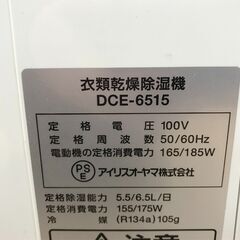 衣類乾燥除湿機
DCE-6515
定格電圧 100V
定格周波数 50/60Hz
電動機の定格消費電力 165/185W
PS
E
アイリスオーヤマ株式会社
定格除湿能力 5.5/6.5L/日
定格消費電力 155/175W
冷媒 (R134a)105g
⚠注意